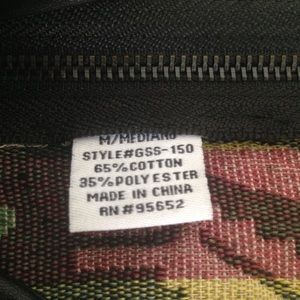 M/MEDIANO
STYLE#GSS-150
65%COTTON
35%POLYESTER
MADE IN CHINA
RN#95652